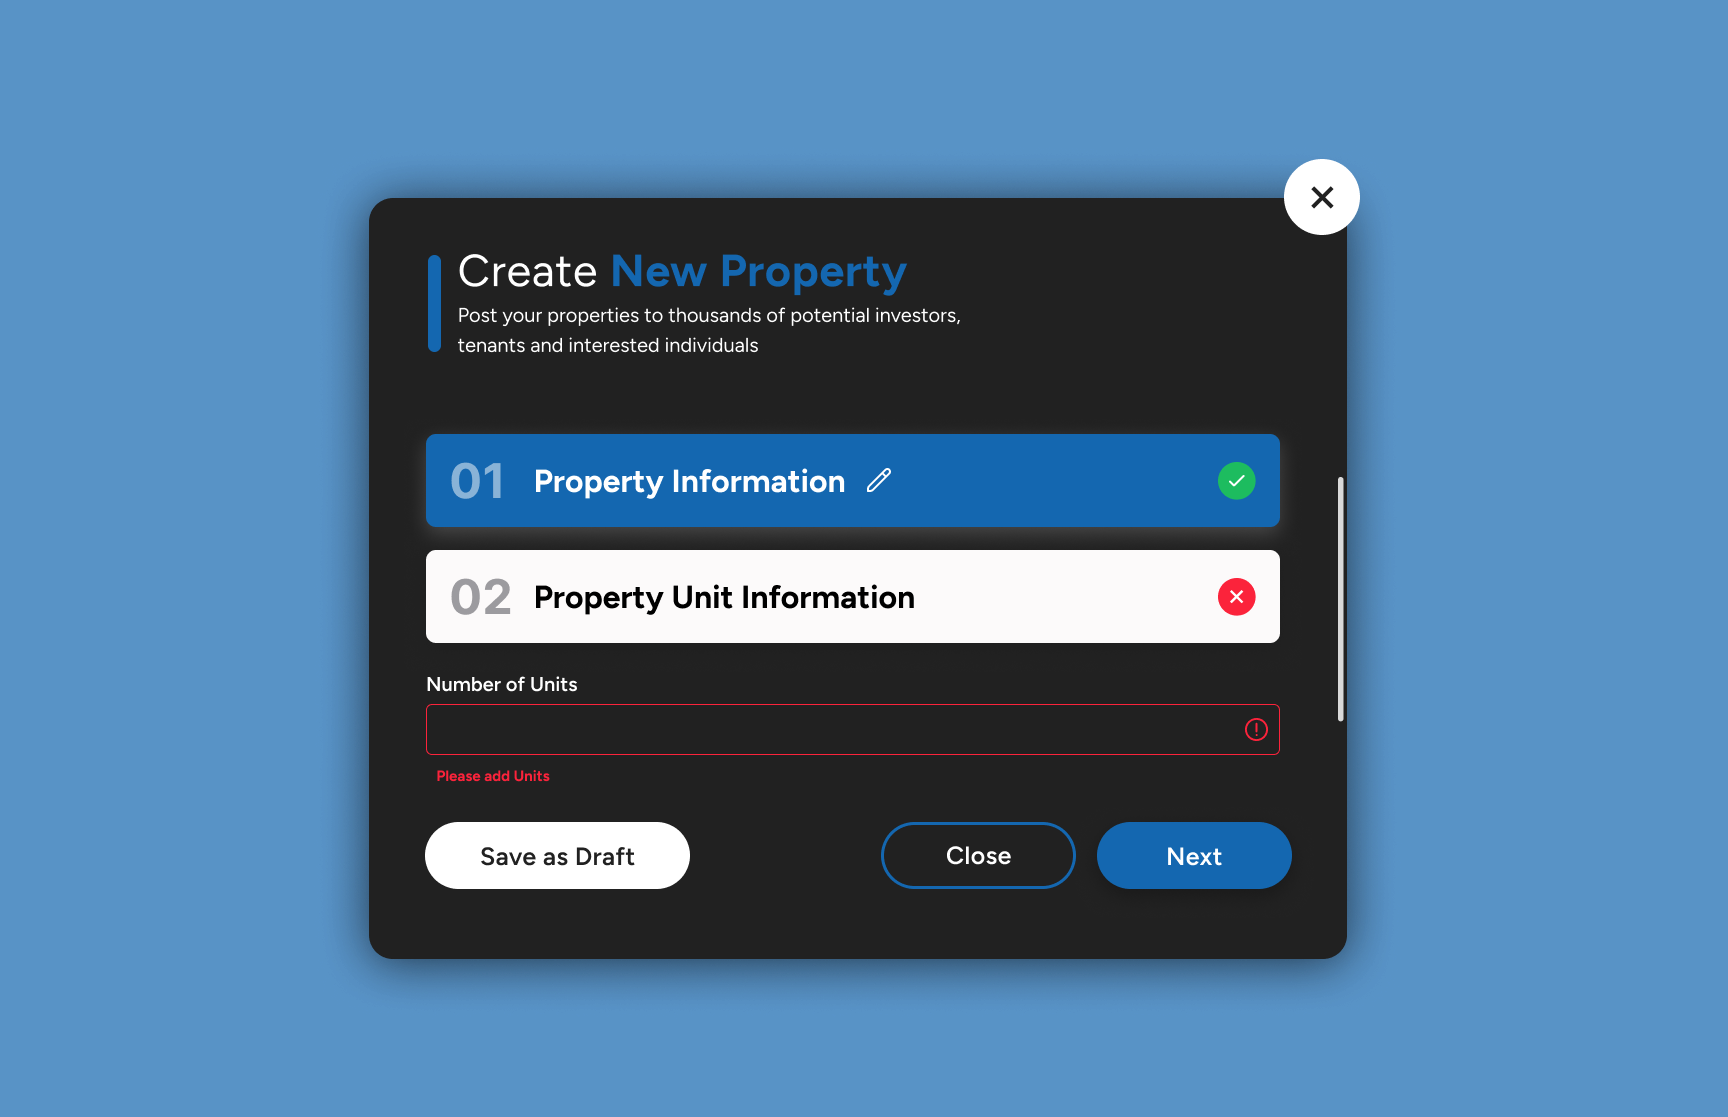 Create New Property
Post your properties to thousands of potential investors,
tenants and interested individuals
01 Property Information
02 Property Unit Information
Number of Units
Please add Units
Save as Draft
Close
Next